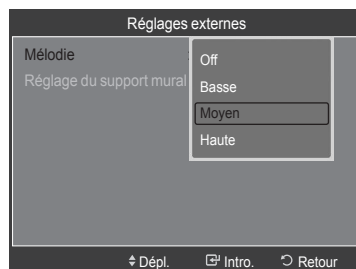 Réglages externes
Mélodie :
Réglage du support mural
Off
Basse
Moyen
Haute
Dépl. Intro. Retour